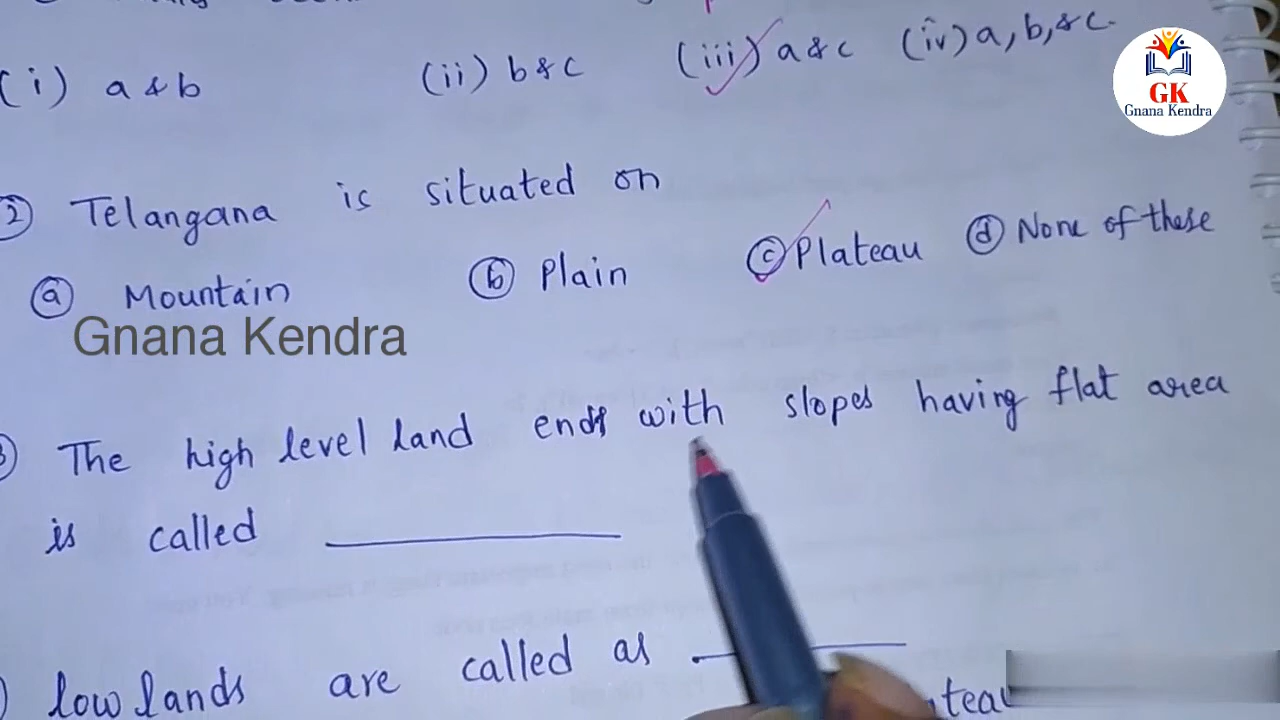 (i) a & b (ii) b & c (iii) a & c (iv) a, b, & c.
GK
Gnana Kendra
2) Telangana is situated on
(a) Mountain (b) Plain (c) Plateau (d) None of these
Gnana Kendra
The high level land ends with slopes having flat area
is called
low lands are called as